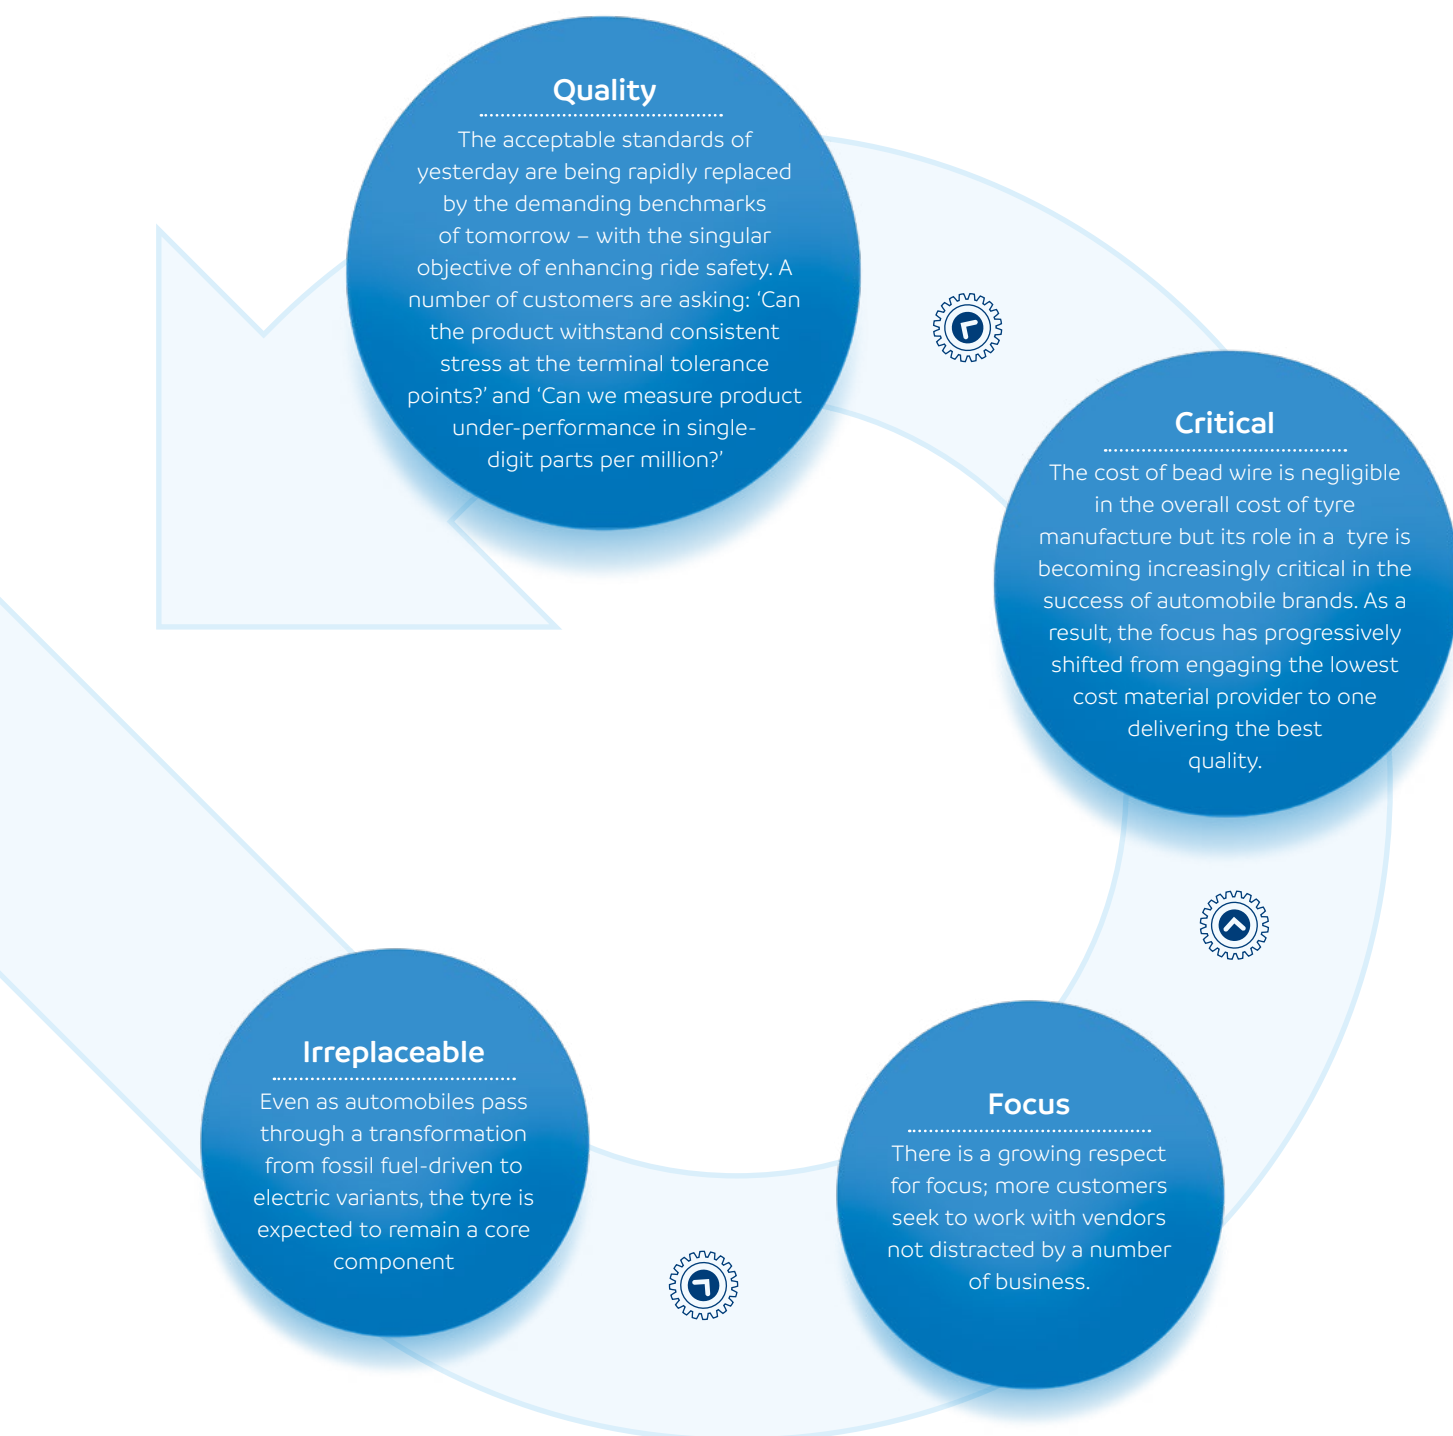 Quality
The acceptable standards of
yesterday are being rapidly replaced
by the demanding benchmarks
of tomorrow – with the singular
objective of enhancing ride safety. A
number of customers are asking: ‘Can
the product withstand consistent
stress at the terminal tolerance
points?’ and ‘Can we measure product
under-performance in single-
digit parts per million?’
Critical
The cost of bead wire is negligible
in the overall cost of tyre
manufacture but its role in a tyre is
becoming increasingly critical in the
success of automobile brands. As a
result, the focus has progressively
shifted from engaging the lowest
cost material provider to one
delivering the best
quality.
Irreplaceable
Even as automobiles pass
through a transformation
from fossil fuel-driven to
electric variants, the tyre is
expected to remain a core
component
Focus
There is a growing respect
for focus; more customers
seek to work with vendors
not distracted by a number
of business.